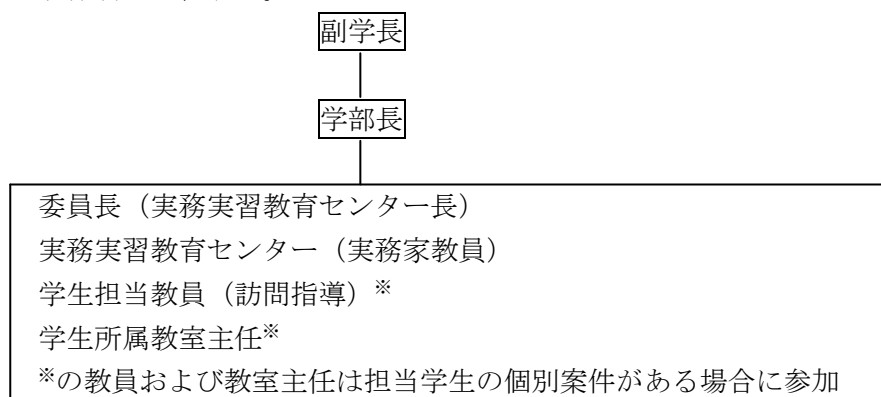 副学長
学部長
委員長（実務実習教育センター長）
実務実習教育センター（実務家教員）
学生担当教員（訪問指導）※
学生所属教室主任※
※の教員および教室主任は担当学生の個別案件がある場合に参加